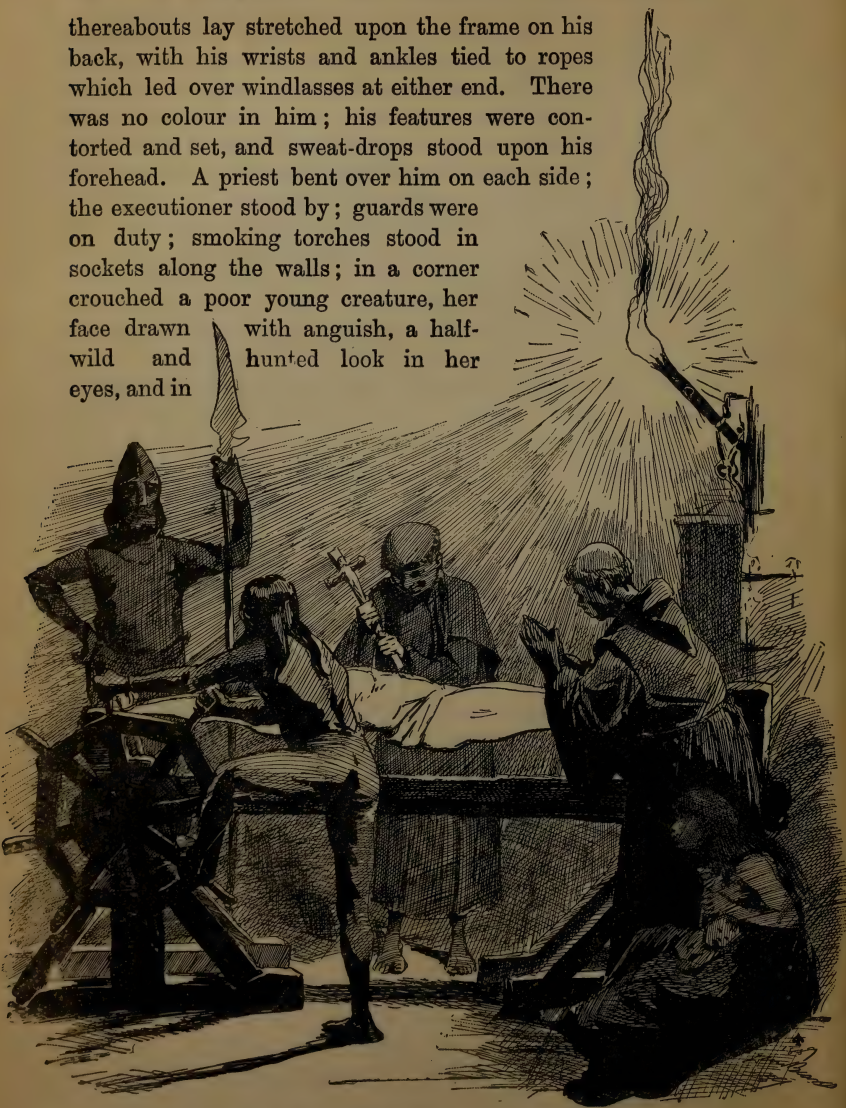 thereabouts lay stretched upon the frame on his
back, with his wrists and ankles tied to ropes
which led over windlasses at either end. There
was no colour in him; his features were con-
torted and set, and sweat-drops stood upon his
forehead. A priest bent over him on each side;
the executioner stood by; guards were
on duty; smoking torches stood in
sockets along the walls; in a corner
crouched a poor young creature, her
face drawn with anguish, a half-
wild and hunted look in her
eyes, and in